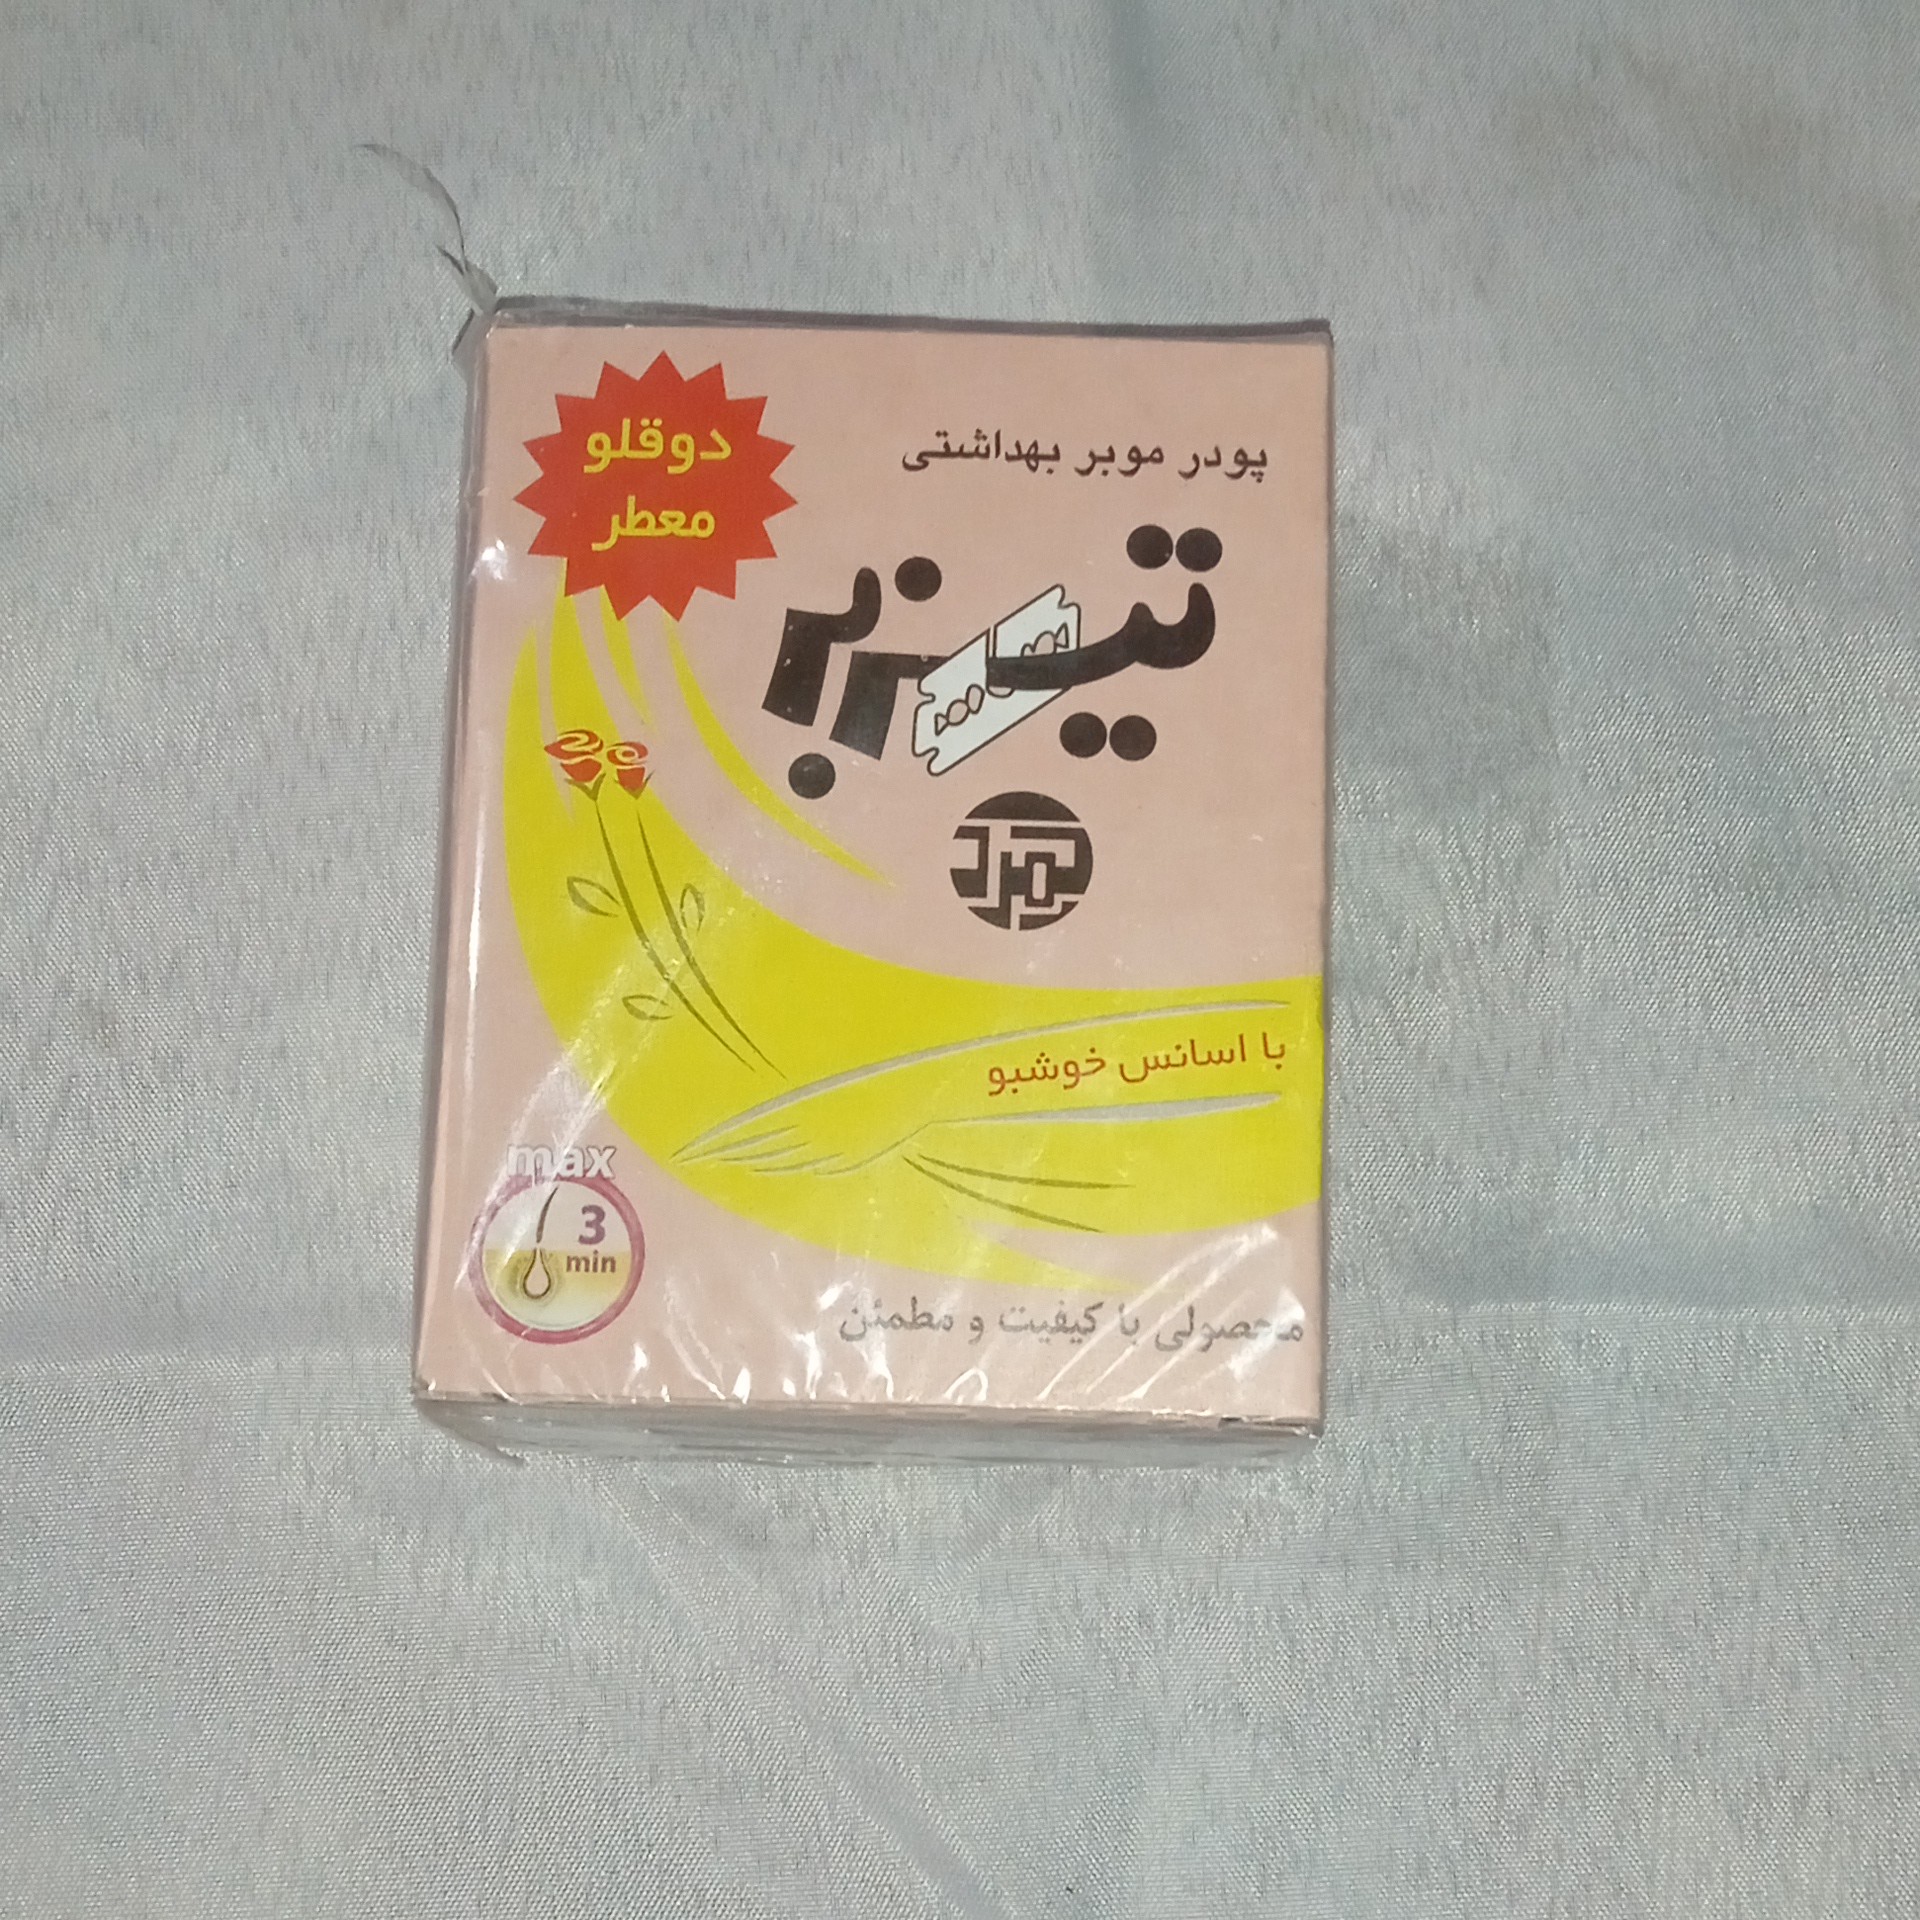 پودر موبر بهداشتی
دوقلو
معطر
تیزبر
با اسانس خوشبو
max
3
min
محصولی با کیفیت و مطمئن